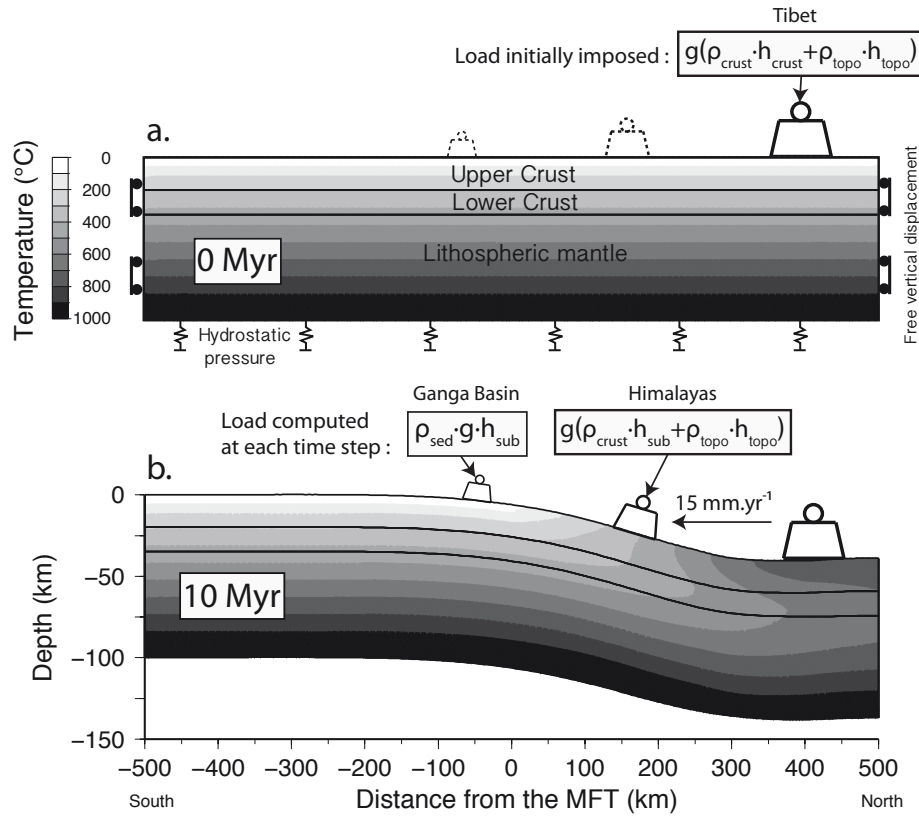 Tibet
Load initially imposed :
g(ρcrust·hcrust+ρtopo·htopo)
a.
Temperature (°C)
0
200
400
600
800
1000
Upper Crust
Lower Crust
Lithospheric mantle
0 Myr
Free vertical displacement
Hydrostatic
pressure
Ganga Basin
Himalayas
Load computed
at each time step :
ρsed·g·hsub
g(ρcrust·hsub+ρtopo·htopo)
b.
15 mm.yr-1
10 Myr
Depth (km)
0
−50
−100
−150
−500 −400 −300 −200 −100 0 100 200 300 400 500
South
Distance from the MFT (km)
North